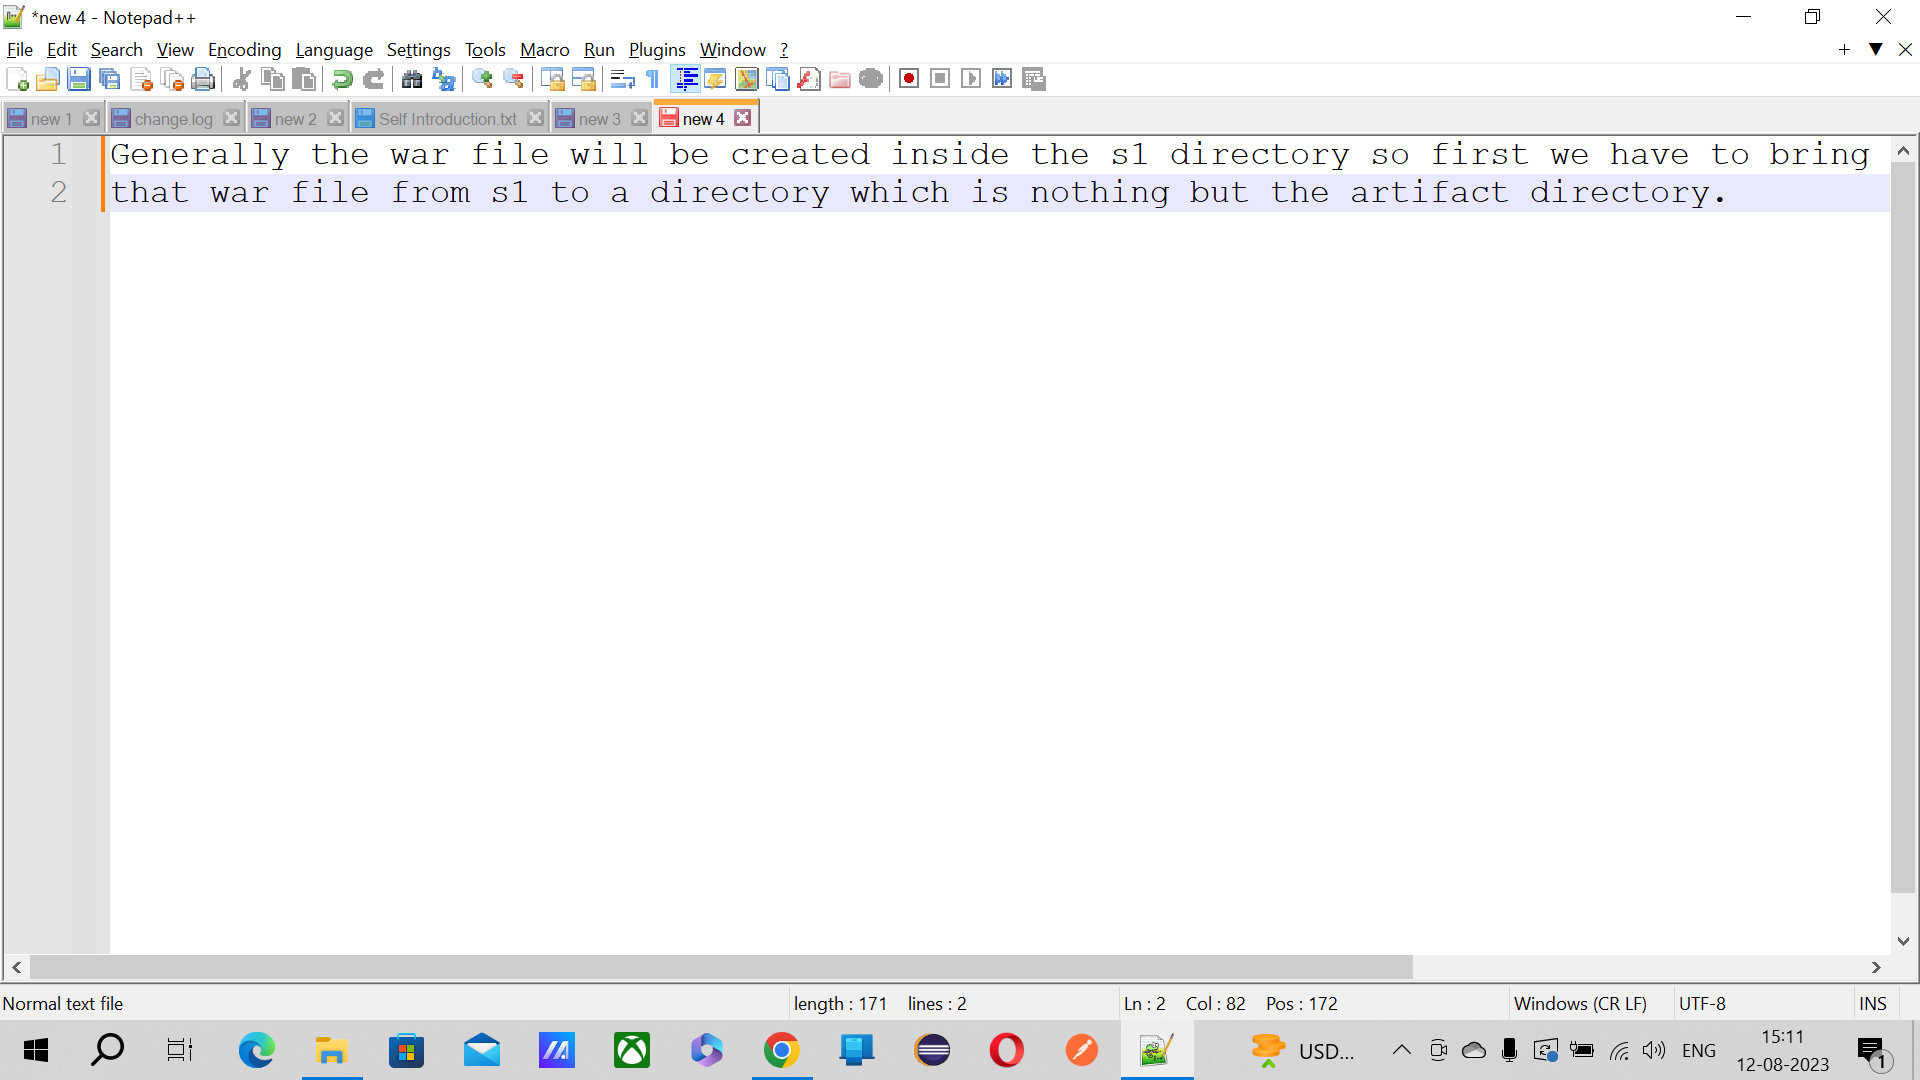 *new 4 - Notepad++
File Edit Search View Encoding Language Settings Tools Macro Run Plugins Window ?
new 1 change.log new 2 Self Introduction.txt new 3 new 4
1 Generally the war file will be created inside the s1 directory so first we have to bring
2 that war file from s1 to a directory which is nothing but the artifact directory.
Normal text file length : 171 lines : 2 Ln : 2 Col : 82 Pos : 172 Windows (CR LF) UTF-8 INS
USD... ENG 15:11
12-08-2023 1